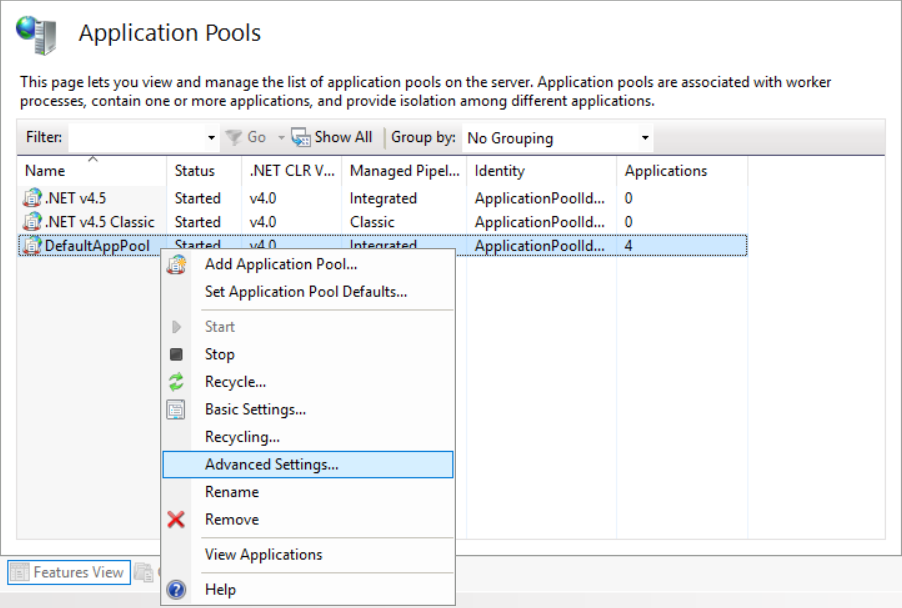 Application Pools
This page lets you view and manage the list of application pools on the server. Application pools are associated with worker
processes, contain one or more applications, and provide isolation among different applications.
Filter: Go Show All Group by: No Grouping
Name Status .NET CLR V... Managed Pipel... Identity Applications
.NET v4.5 Started v4.0 Integrated ApplicationPoolId... 0
.NET v4.5 Classic Started v4.0 Classic ApplicationPoolId... 0
DefaultAppPool Started v4.0 Integrated ApplicationPoolId... 4
Add Application Pool...
Set Application Pool Defaults...
Start
Stop
Recycle...
Basic Settings...
Recycling...
Advanced Settings...
Rename
Remove
View Applications
Help
Features View